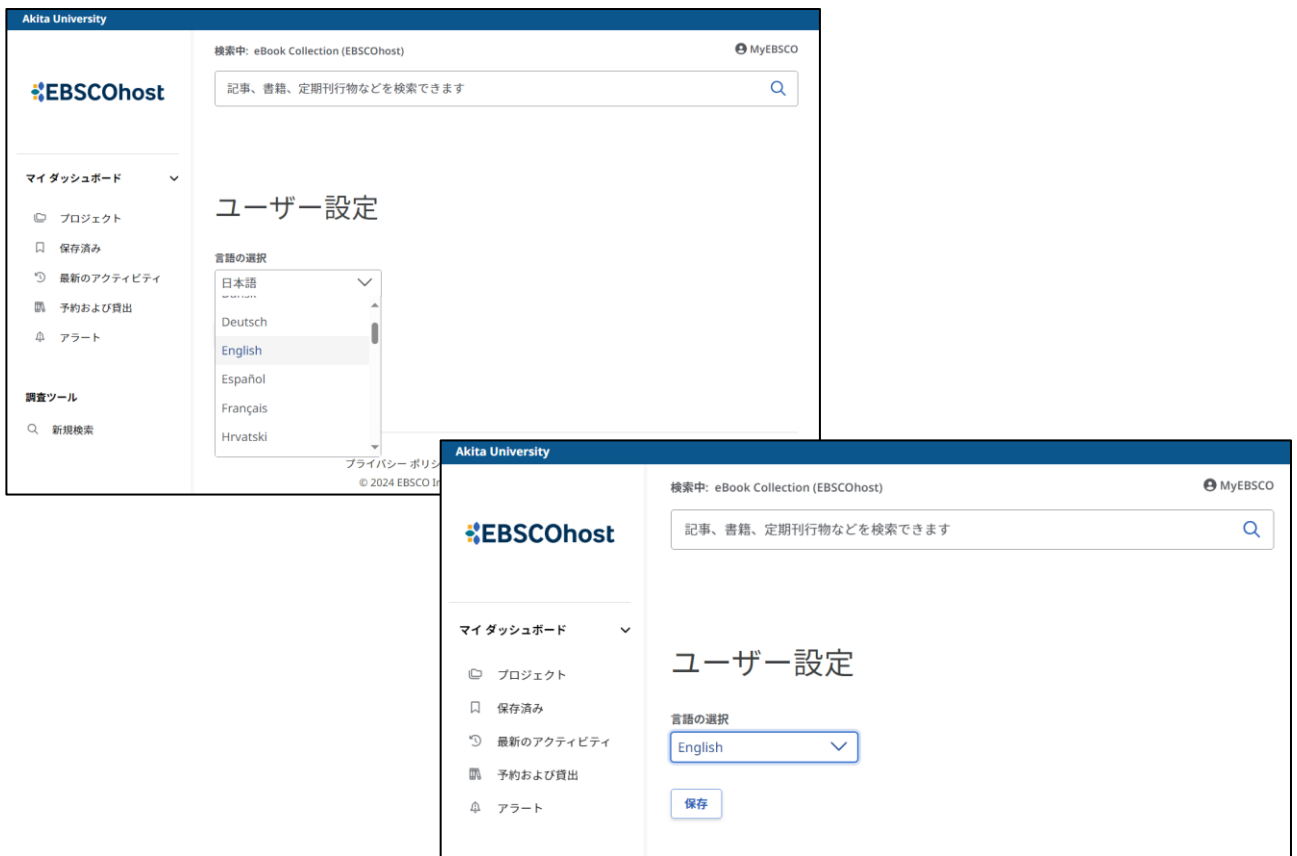 Akita University
検索中: eBook Collection (EBSCOhost)
MyEBSCO
EBSCOhost
記事、書籍、定期刊行物などを検索できます
マイ ダッシュボード
プロジェクト
保存済み
最新のアクティビティ
予約および貸出
アラート
調査ツール
新規検索
ユーザー設定
言語の選択
日本語
Dansk
Deutsch
English
Español
Français
Hrvatski
プライバシー ポリシ
© 2024 EBSCO
Akita University
検索中: eBook Collection (EBSCOhost)
MyEBSCO
EBSCOhost
記事、書籍、定期刊行物などを検索できます
マイ ダッシュボード
プロジェクト
保存済み
最新のアクティビティ
予約および貸出
アラート
ユーザー設定
言語の選択
English
保存